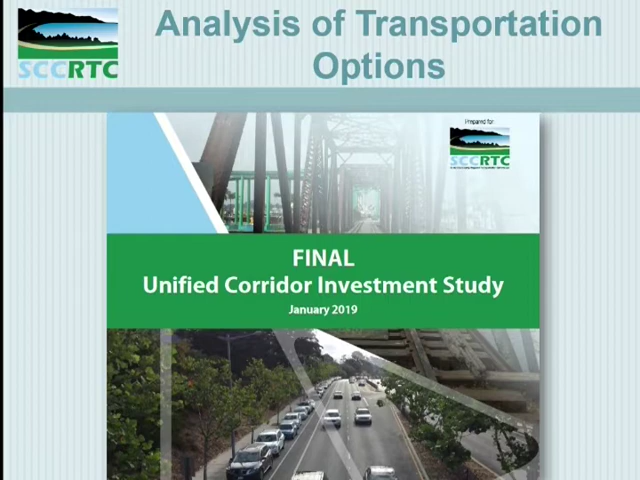 Analysis of Transportation
Options
SCCRTC
Prepared for:
SCCRTC
FINAL
Unified Corridor Investment Study
January 2019